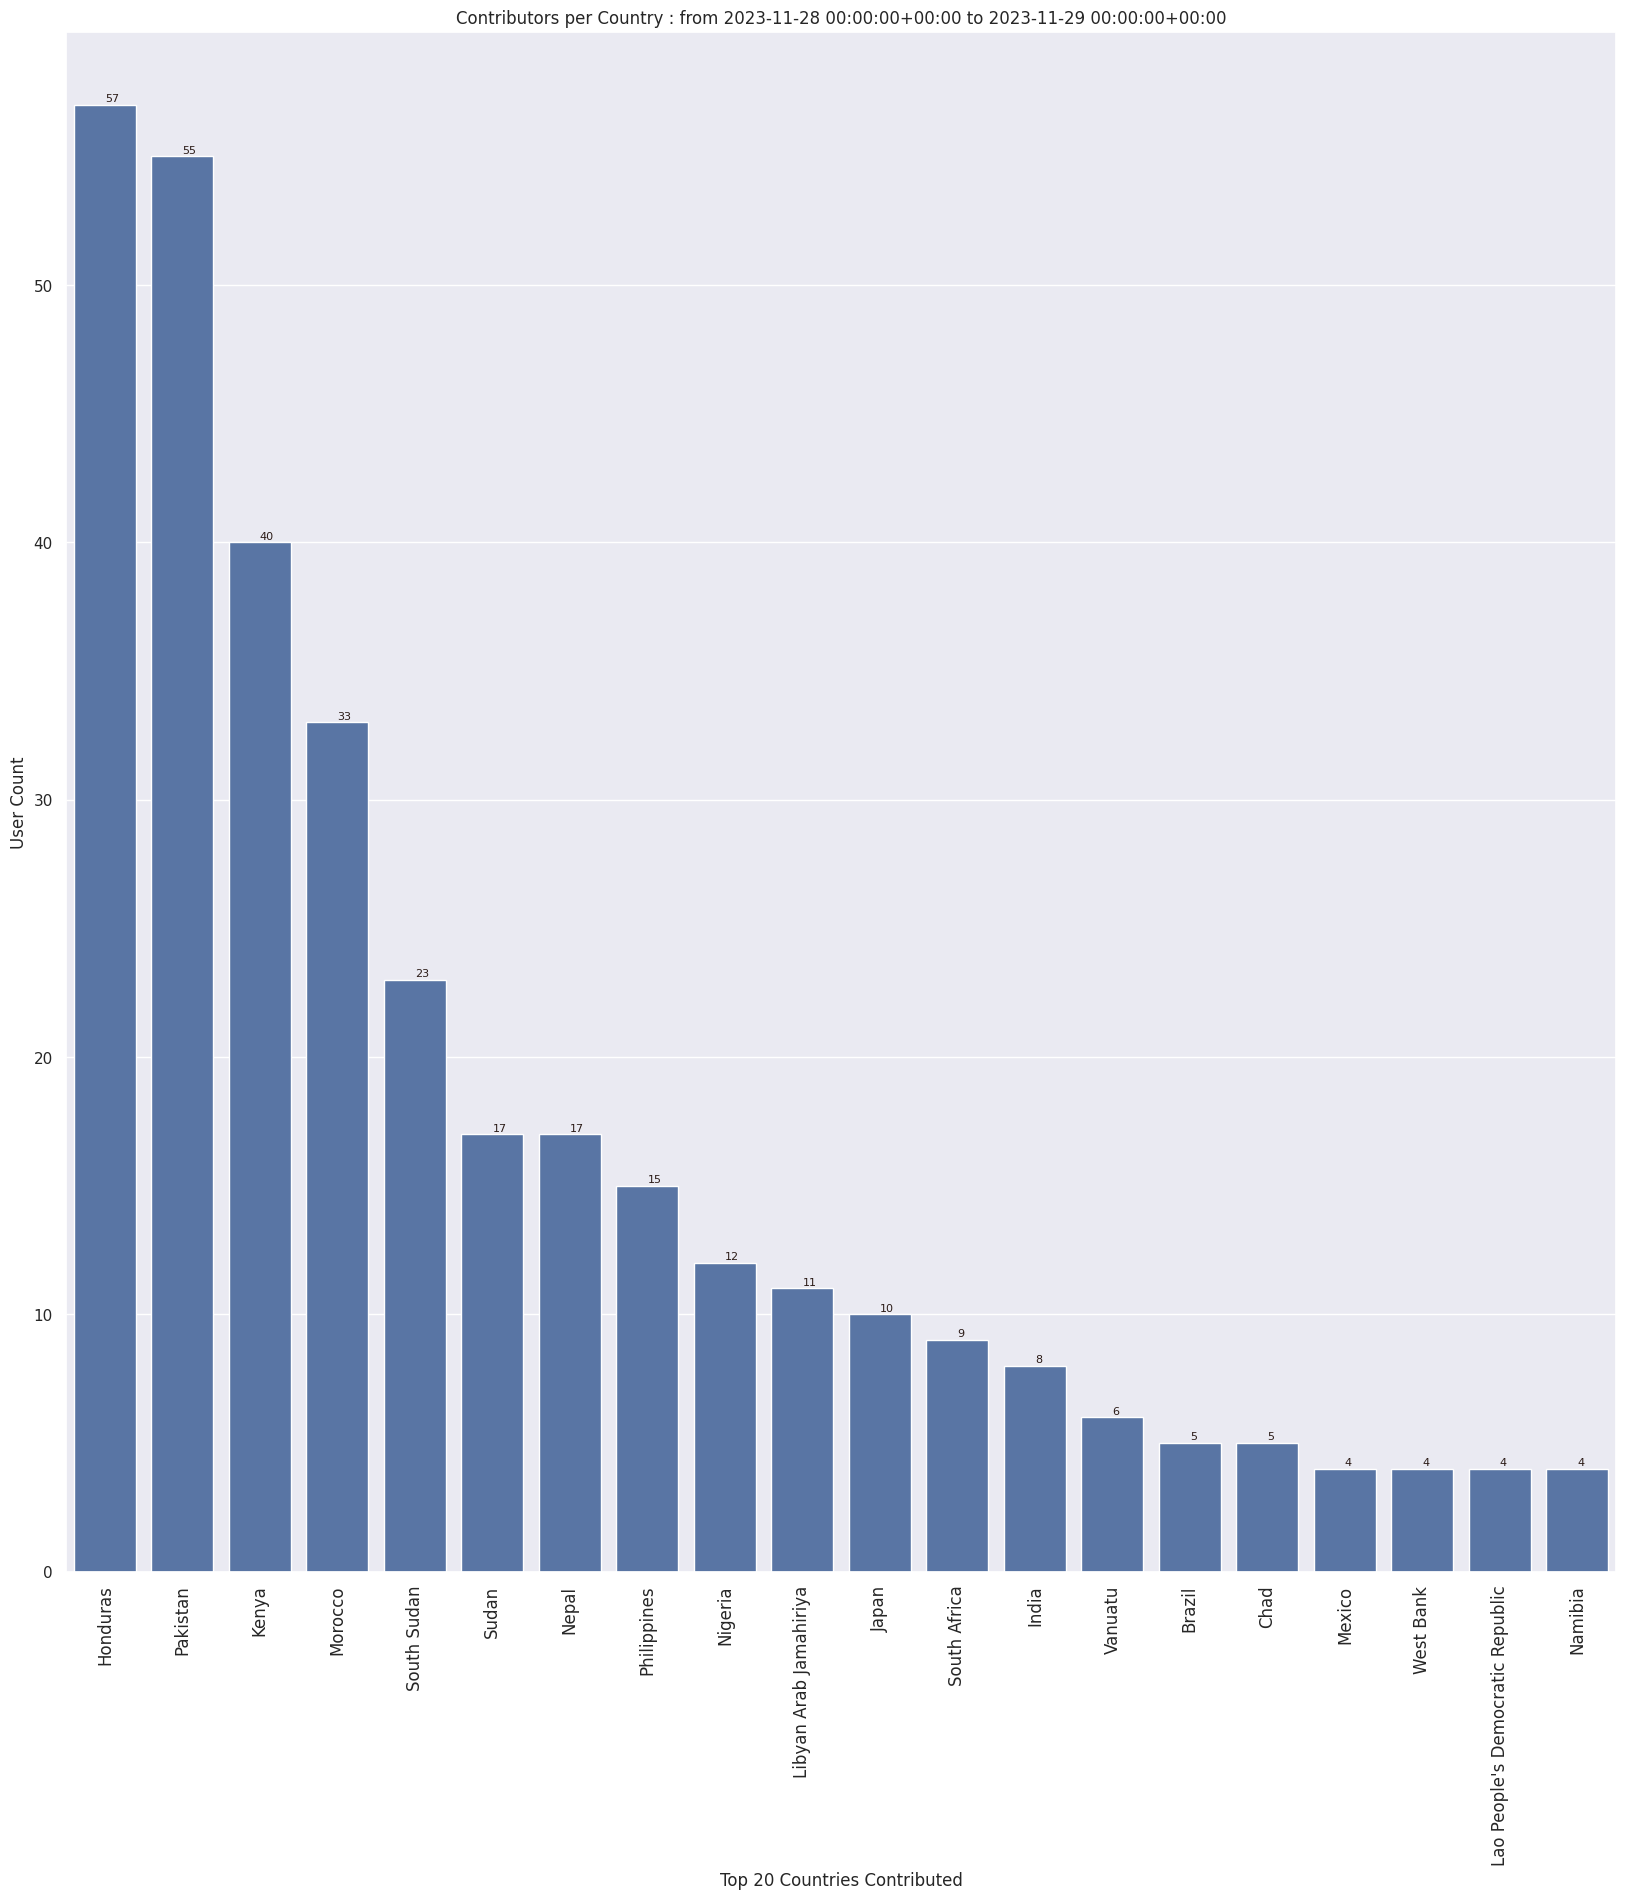 Contributors per Country : from 2023-11-28 00:00:00+00:00 to 2023-11-29 00:00:00+00:00
57
55
40
33
23
17
17
15
12
11
10
9
8
6
5
5
4
4
4
4
User Count
50
40
30
20
10
0
Honduras
Pakistan
Kenya
Morocco
South Sudan
Sudan
Nepal
Philippines
Nigeria
Libyan Arab Jamahiriya
Japan
South Africa
India
Vanuatu
Brazil
Chad
Mexico
West Bank
Lao People's Democratic Republic
Namibia
Top 20 Countries Contributed